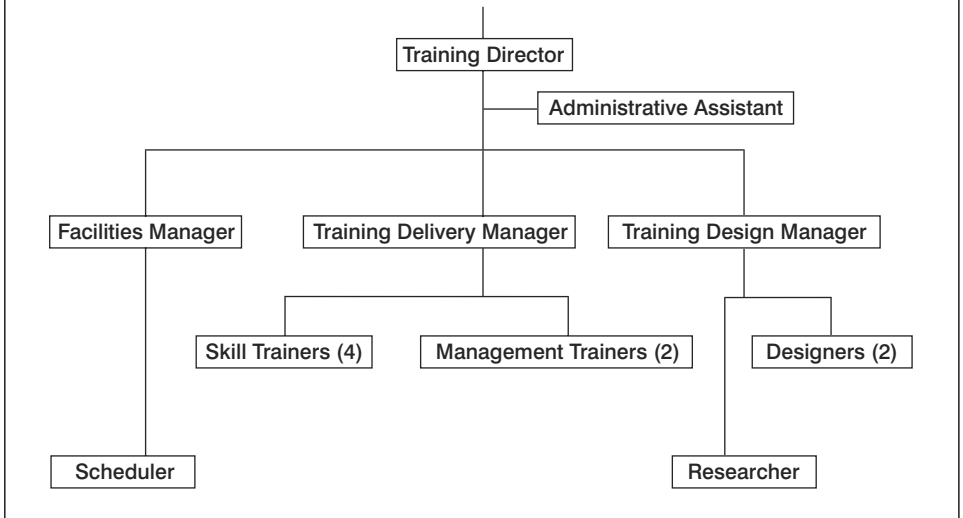 Training Director
Administrative Assistant
Facilities Manager
Training Delivery Manager
Training Design Manager
Skill Trainers (4)
Management Trainers (2)
Designers (2)
Scheduler
Researcher